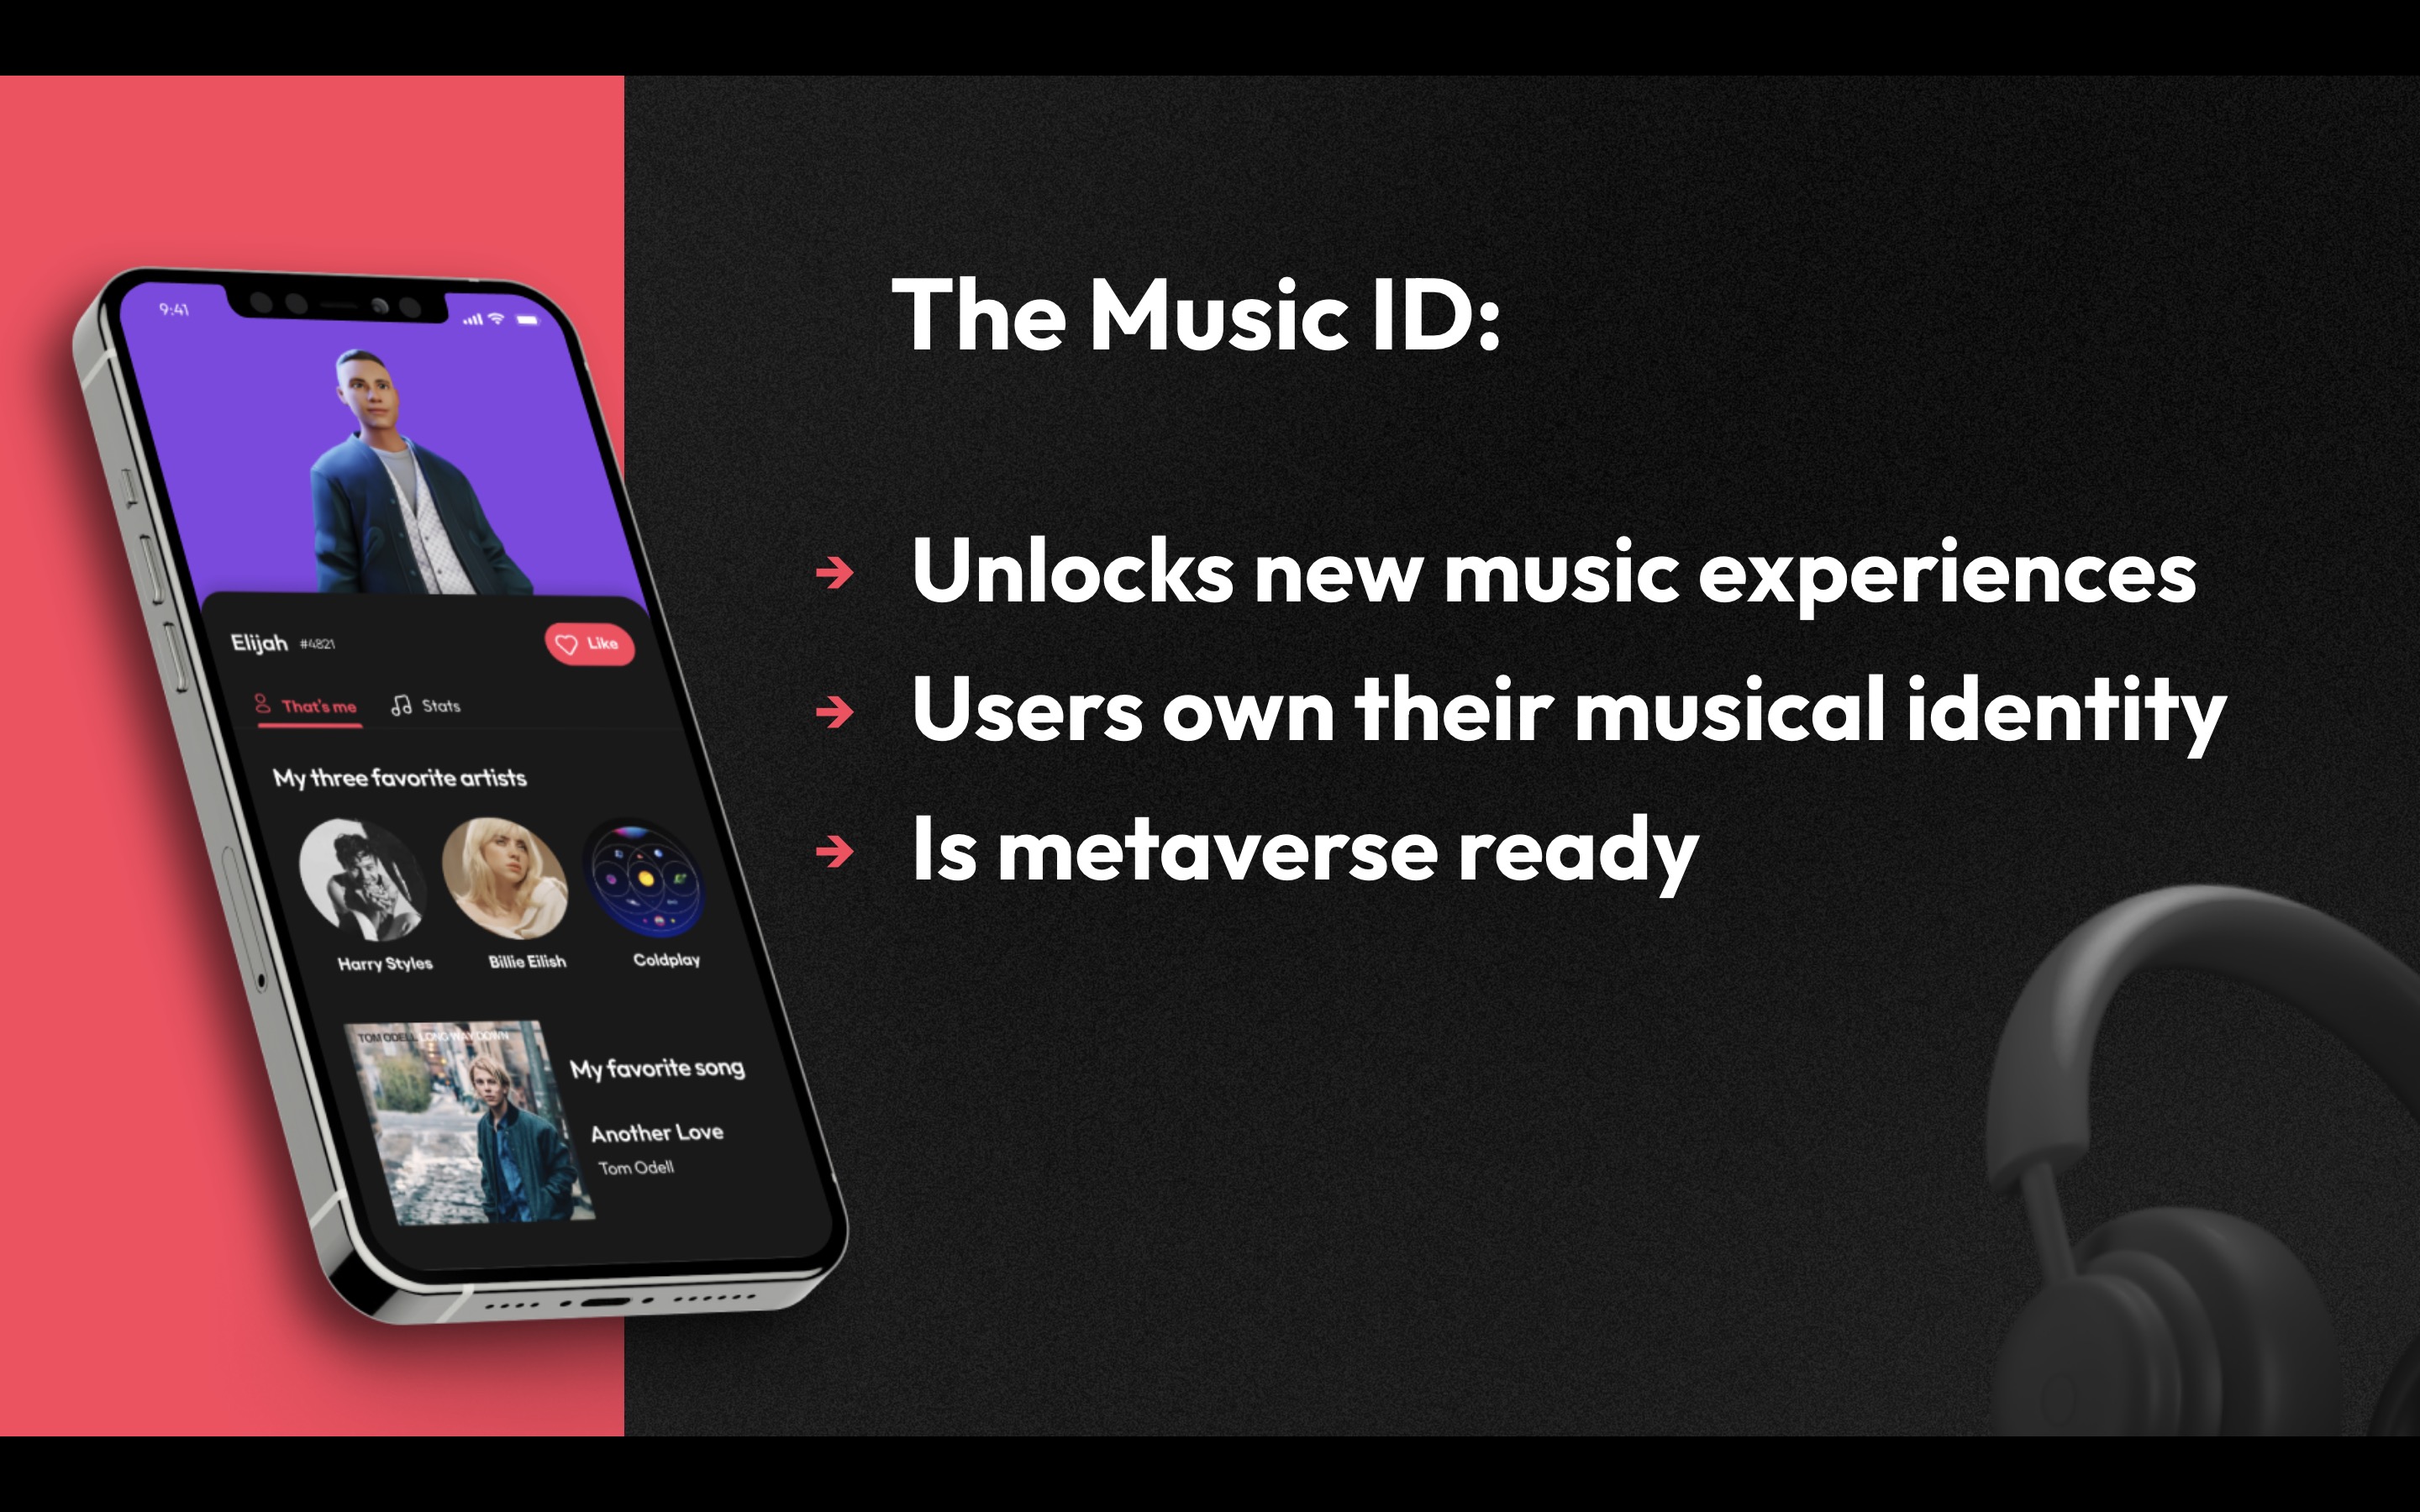 The Music ID:
Unlocks new music experiences
Users own their musical identity
Is metaverse ready
9:41
Elijah #4821
Like
That's me
Stats
My three favorite artists
Harry Styles
Billie Eilish
Coldplay
TOM ODELL LONG WAY DOWN
My favorite song
Another Love
Tom Odell